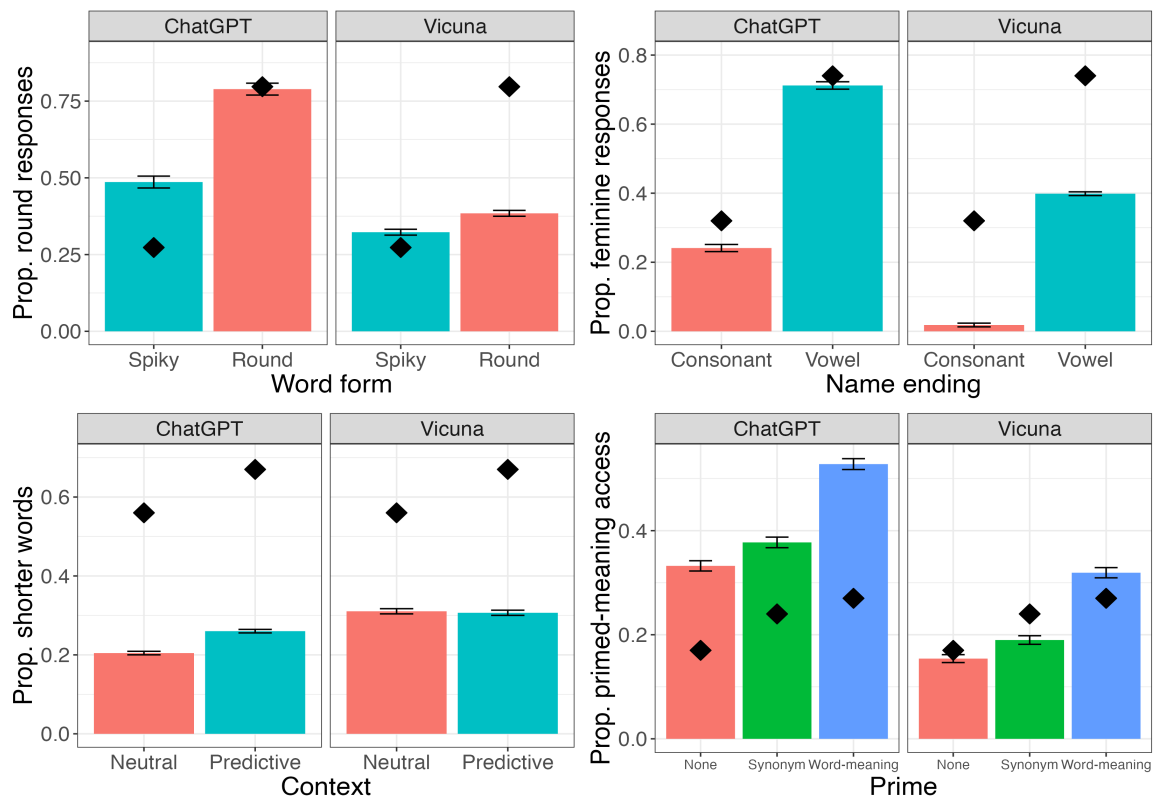 ChatGPT Vicuna
Prop. round responses
0.75
0.50
0.25
0.00
Spiky Round Spiky Round
Word form
ChatGPT Vicuna
Prop. feminine responses
0.8
0.6
0.4
0.2
0.0
Consonant Vowel Consonant Vowel
Name ending
ChatGPT Vicuna
Prop. shorter words
0.6
0.4
0.2
0.0
Neutral Predictive Neutral Predictive
Context
ChatGPT Vicuna
Prop. primed-meaning access
0.4
0.2
0.0
None Synonym Word-meaning None Synonym Word-meaning
Prime